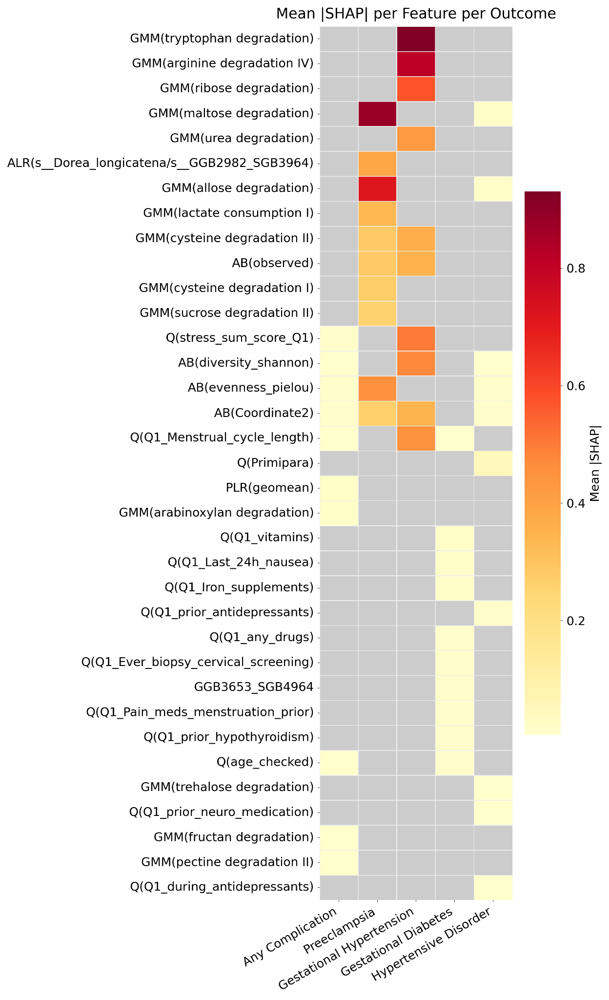 Mean |SHAP| per Feature per Outcome
GMM(tryptophan degradation)
GMM(arginine degradation IV)
GMM(ribose degradation)
GMM(maltose degradation)
GMM(urea degradation)
ALR(s__Dorea_longicatena/s__GGB2982_SGB3964)
GMM(allose degradation)
GMM(lactate consumption I)
GMM(cysteine degradation II)
AB(observed)
GMM(cysteine degradation I)
GMM(sucrose degradation II)
Q(stress_sum_score_Q1)
AB(diversity_shannon)
AB(evenness_pielou)
AB(Coordinate2)
Q(Q1_Menstrual_cycle_length)
Q(Primipara)
PLR(geomean)
GMM(arabinoxylan degradation)
Q(Q1_vitamins)
Q(Q1_Last_24h_nausea)
Q(Q1_Iron_supplements)
Q(Q1_prior_antidepressants)
Q(Q1_any_drugs)
Q(Q1_Ever_biopsy_cervical_screening)
GGB3653_SGB4964
Q(Q1_Pain_meds_menstruation_prior)
Q(Q1_prior_hypothyroidism)
Q(age_checked)
GMM(trehalose degradation)
Q(Q1_prior_neuro_medication)
GMM(fructan degradation)
GMM(pectine degradation II)
Q(Q1_during_antidepressants)
Any Complication
Preeclampsia
Gestational Hypertension
Gestational Diabetes
Hypertensive Disorder
0.8
0.6
0.4
0.2
Mean |SHAP|